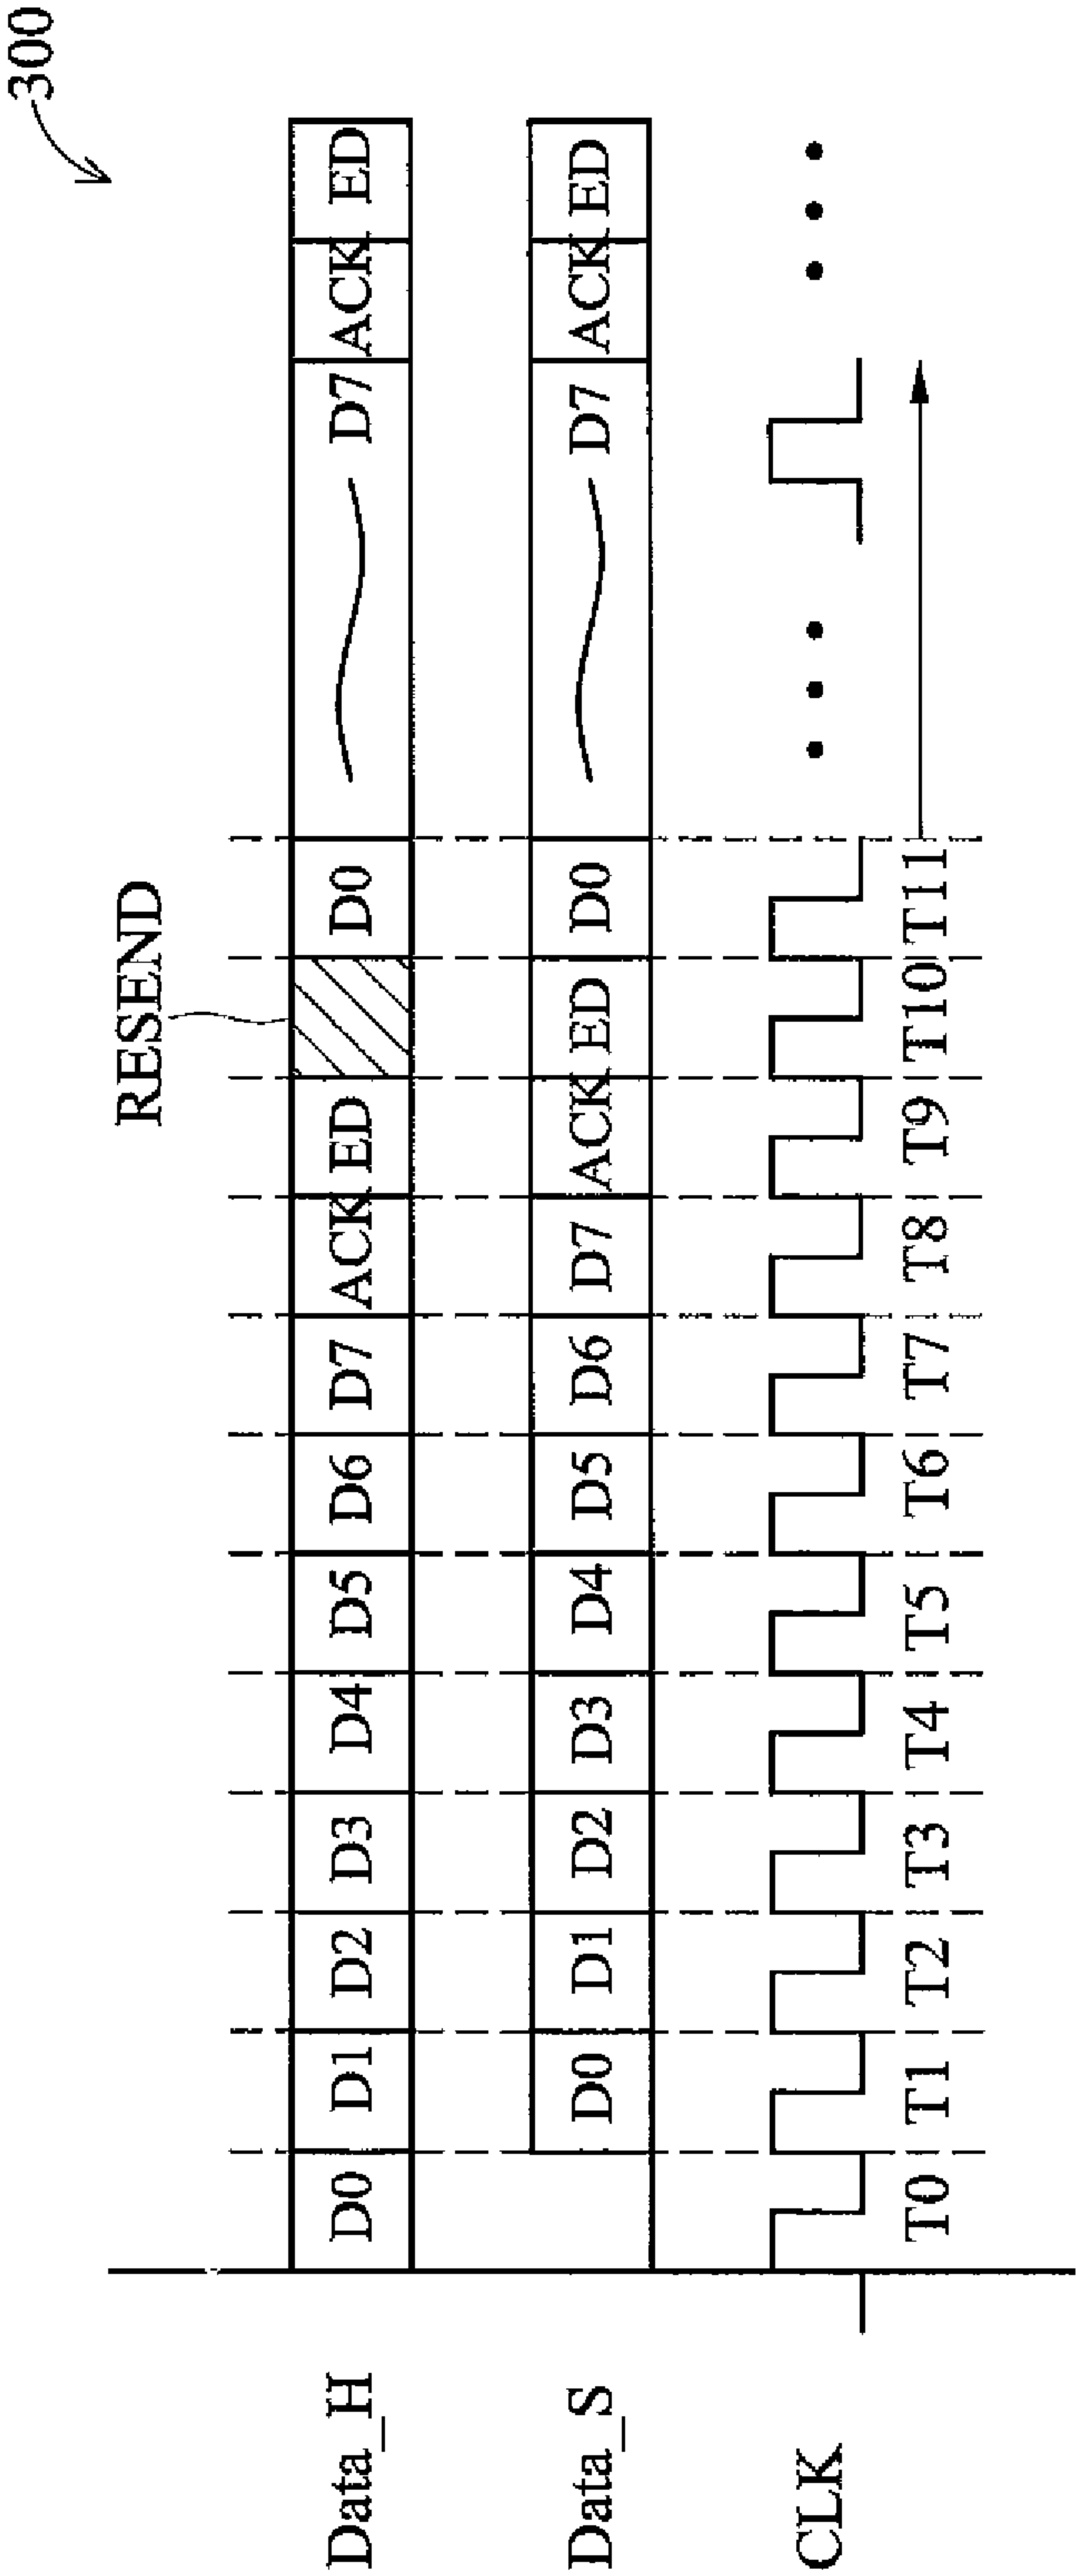 300
RESEND
Data_H D0 D1 D2 D3 D4 D5 D6 D7 ACK ED D0 D7 ACK ED
Data_S D0 D1 D2 D3 D4 D5 D6 D7 ACK ED D0 D7 ACK ED
CLK
T0 T1 T2 T3 T4 T5 T6 T7 T8 T9 T10 T11